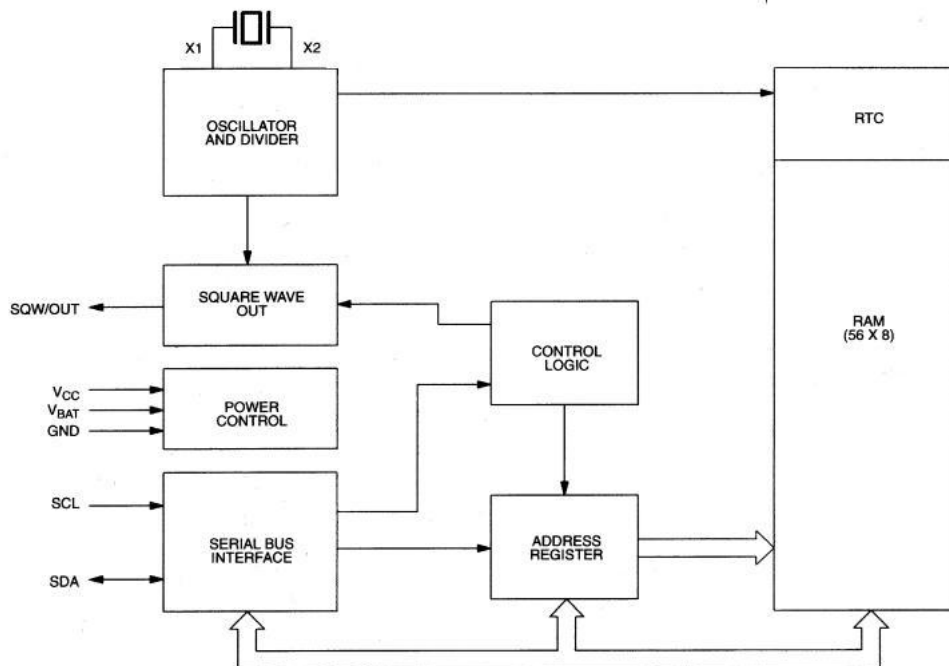 X1
X2
OSCILLATOR
AND DIVIDER
RTC
SQW/OUT
SQUARE WAVE
OUT
RAM
(56 X 8)
CONTROL
LOGIC
VCC
VBAT
GND
POWER
CONTROL
SCL
SDA
SERIAL BUS
INTERFACE
ADDRESS
REGISTER